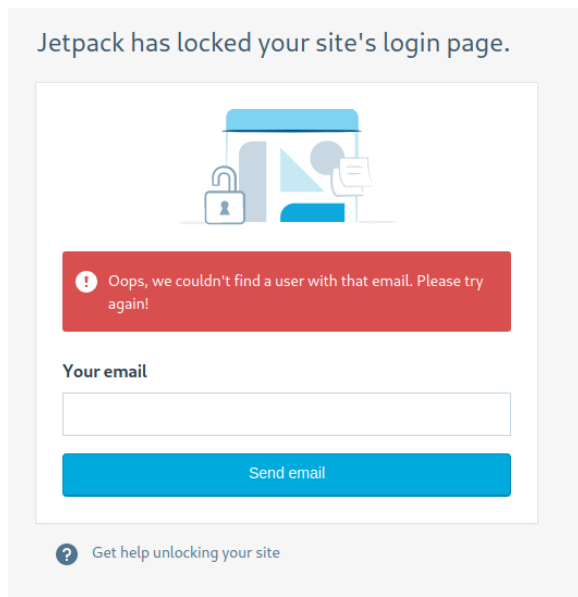 Jetpack has locked your site's login page.
Oops, we couldn't find a user with that email. Please try
again!
Your email
Send email
Get help unlocking your site